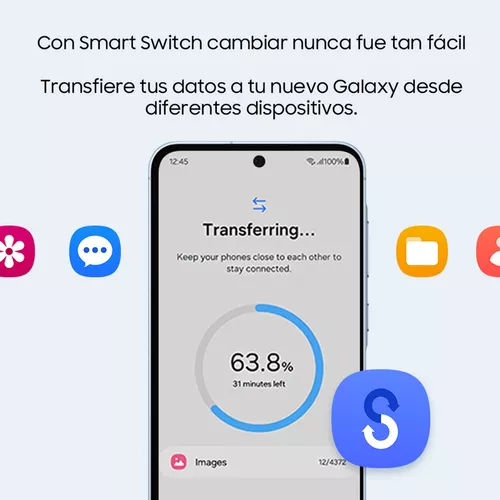 Con Smart Switch cambiar nunca fue tan fácil
Transfiere tus datos a tu nuevo Galaxy desde
diferentes dispositivos.
12:45
100%
Transferring...
Keep your phones close to each other to
stay connected.
63.8%
31 minutes left
Images
12/4372